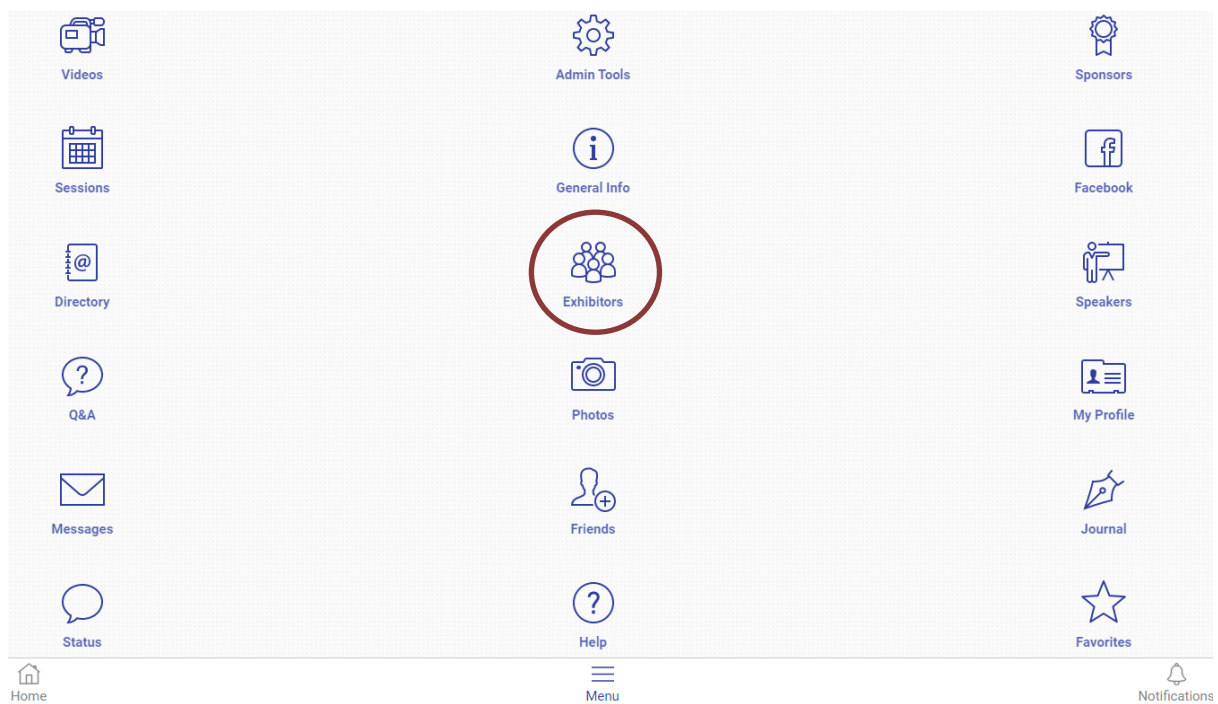 Videos
Admin Tools
Sponsors
Sessions
General Info
Facebook
Directory
Exhibitors
Speakers
Q&A
Photos
My Profile
Messages
Friends
Journal
Status
Help
Favorites
Home
Menu
Notifications